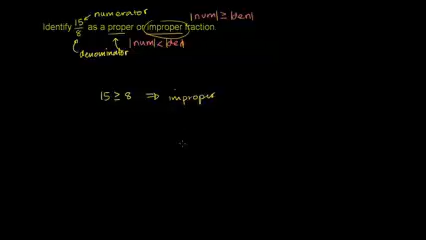 numerator
|num| ≥ |den|
Identify 15/8 as a proper or improper fraction.
|num| < |den|
denominator
15 ≥ 8 ⇒ improper